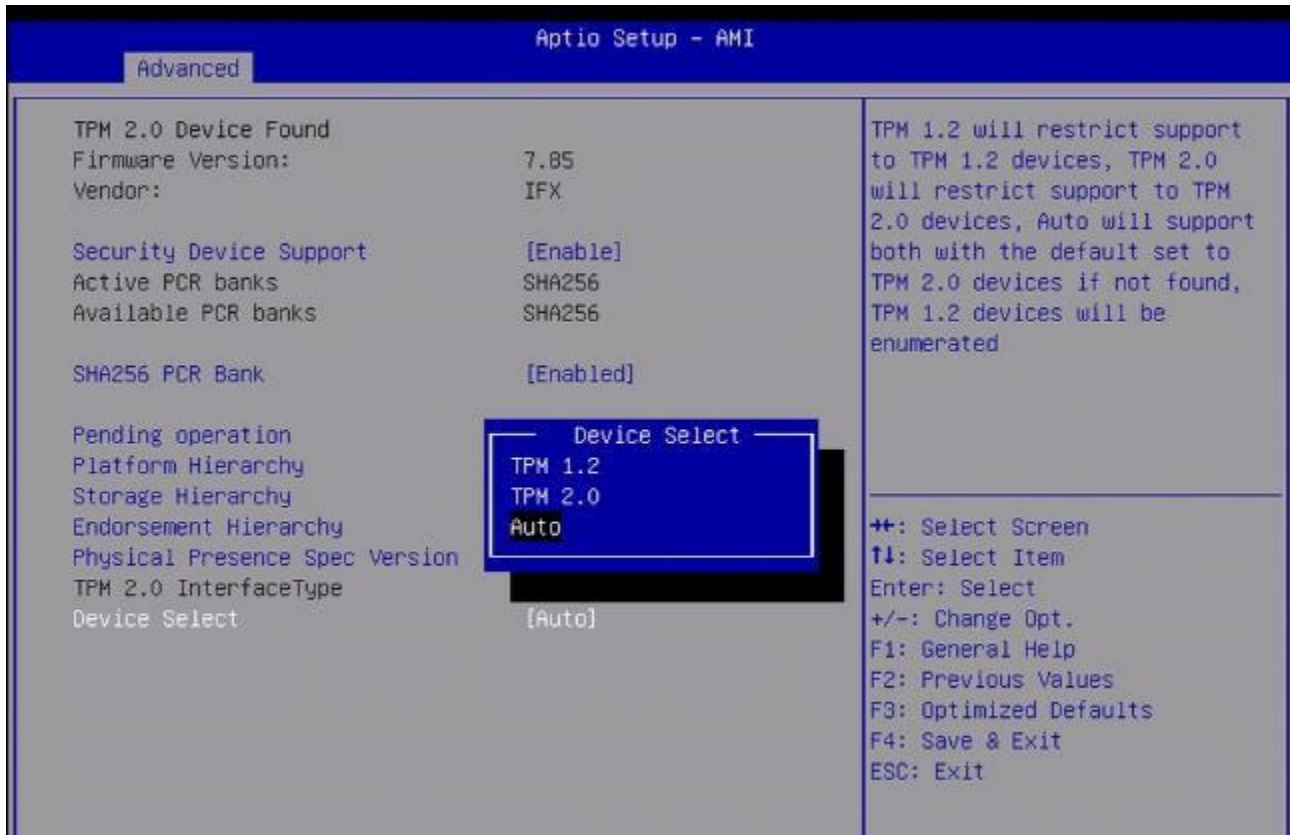 Aptio Setup - AMI
Advanced
TPM 2.0 Device Found
Firmware Version: 7.85
Vendor: IFX
Security Device Support [Enable]
Active PCR banks SHA256
Available PCR banks SHA256
SHA256 PCR Bank [Enabled]
Pending operation
Platform Hierarchy
Storage Hierarchy
Endorsement Hierarchy
Physical Presence Spec Version
TPM 2.0 InterfaceType
Device Select [Auto]
Device Select
TPM 1.2
TPM 2.0
Auto
TPM 1.2 will restrict support
to TPM 1.2 devices, TPM 2.0
will restrict support to TPM
2.0 devices, Auto will support
both with the default set to
TPM 2.0 devices if not found,
TPM 1.2 devices will be
enumerated
→←: Select Screen
↑↓: Select Item
Enter: Select
+/-: Change Opt.
F1: General Help
F2: Previous Values
F3: Optimized Defaults
F4: Save & Exit
ESC: Exit